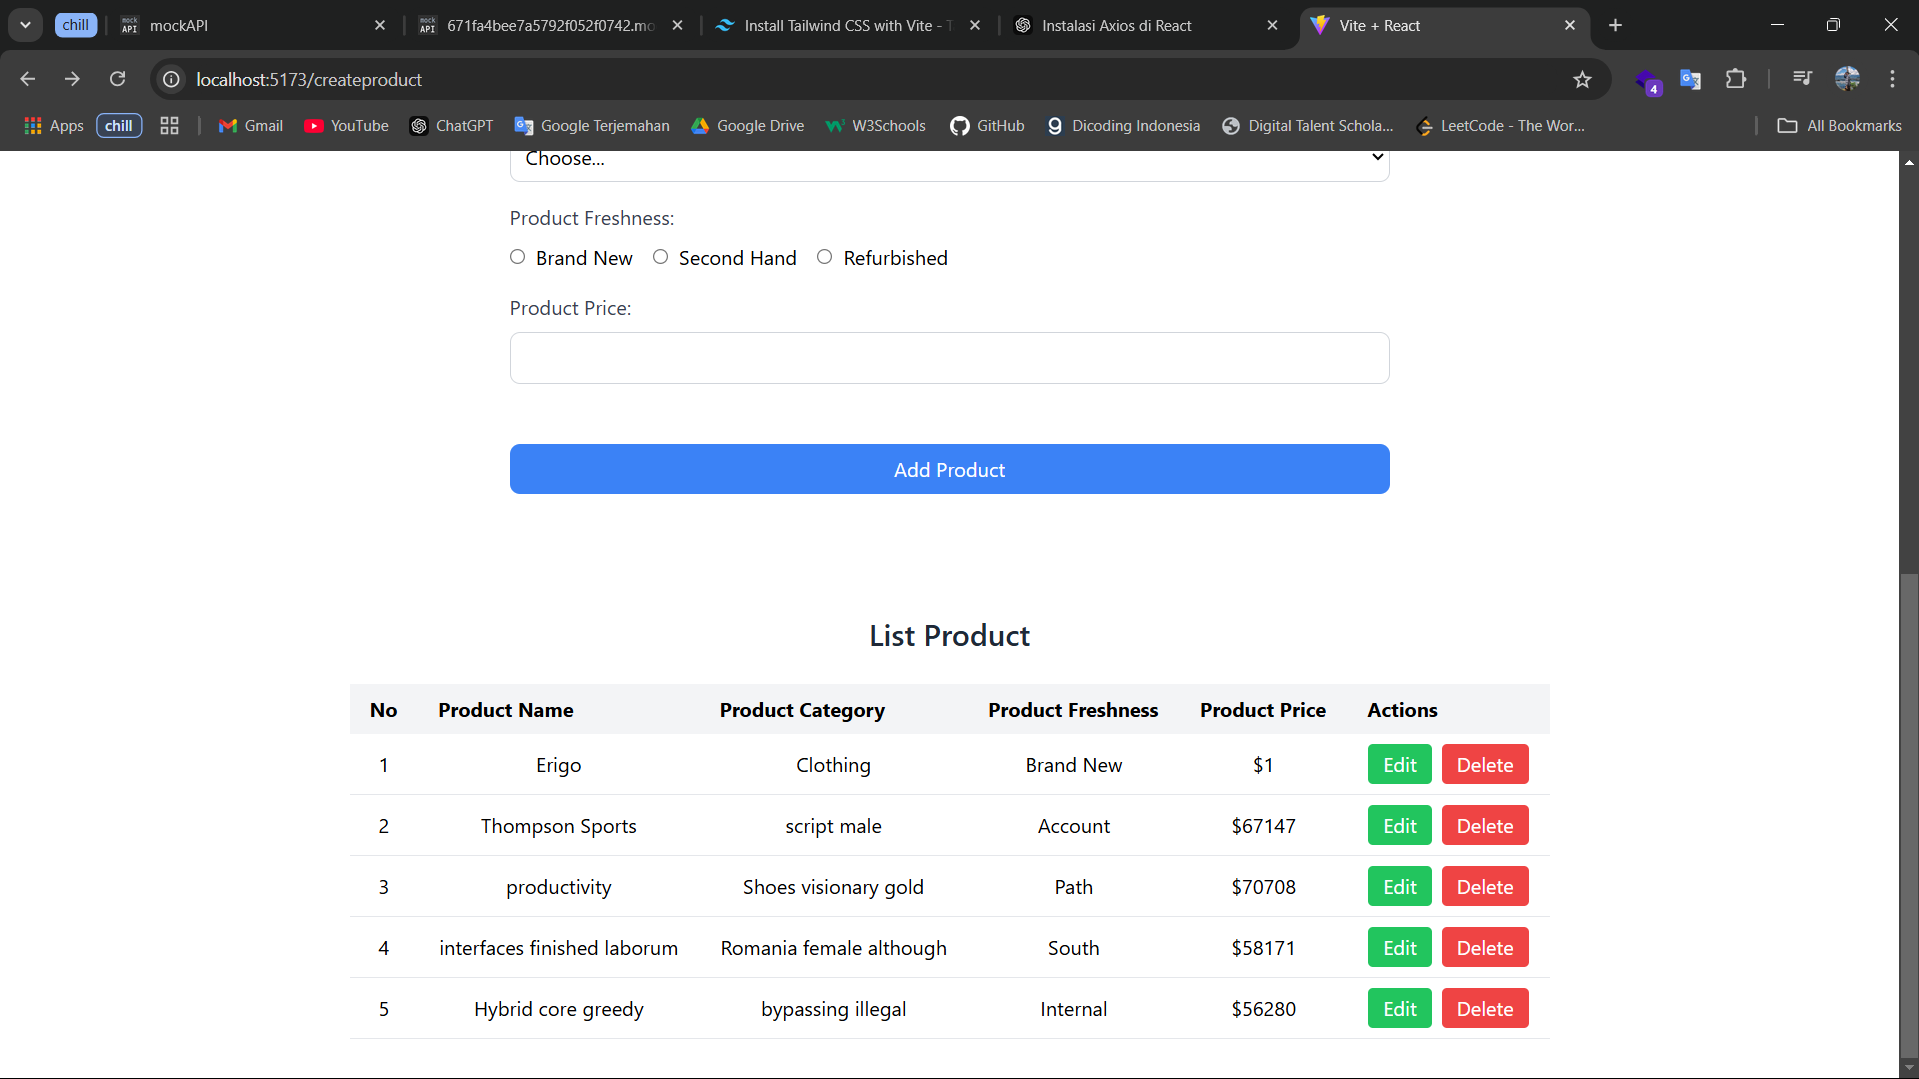 chill
mock API mockAPI
mock API 671fa4bee7a5792f052f0742.mo
Install Tailwind CSS with Vite - T
Instalasi Axios di React
Vite + React
localhost:5173/createproduct
4
Apps chill Gmail YouTube ChatGPT Google Terjemahan Google Drive W3Schools GitHub Dicoding Indonesia Digital Talent Schola... LeetCode - The Wor... All Bookmarks
Choose...
Product Freshness:
Brand New Second Hand Refurbished
Product Price:
Add Product
List Product
No Product Name Product Category Product Freshness Product Price Actions
1 Erigo Clothing Brand New $1 Edit Delete
2 Thompson Sports script male Account $67147 Edit Delete
3 productivity Shoes visionary gold Path $70708 Edit Delete
4 interfaces finished laborum Romania female although South $58171 Edit Delete
5 Hybrid core greedy bypassing illegal Internal $56280 Edit Delete